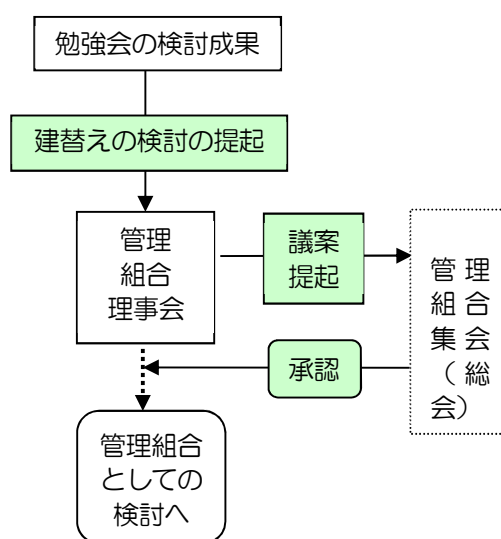 勉強会の検討成果
建替えの検討の提起
管理
組合
理事会
議案
提起
管 理
組 合
集 会
（ 総
会）
承認
管理組合
としての
検討へ